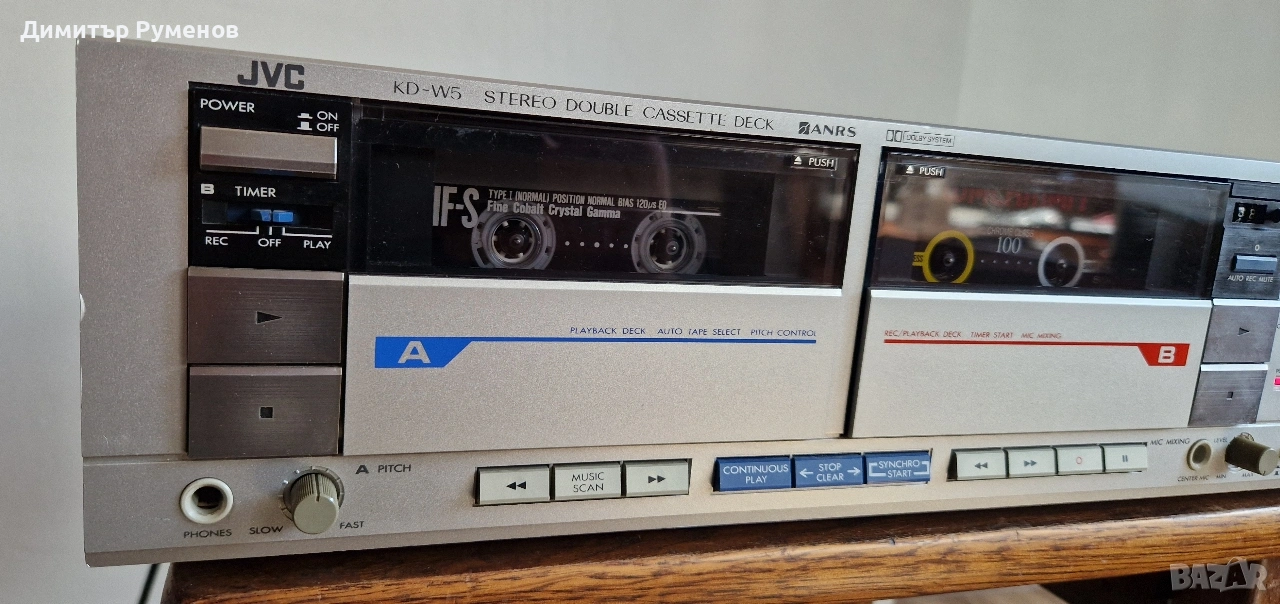 Димитър Руменов
JVC
KD-W5 STEREO DOUBLE CASSETTE DECK ANRS DOLBY SYSTEM
POWER
ON
OFF
B TIMER
REC OFF PLAY
PUSH
IF-S
TYPE I (NORMAL) POSITION NORMAL BIAS 120µs EQ
Fine Cobalt Crystal Gamma
PUSH
100
AUTO REC MUTE
PLAYBACK DECK AUTO TAPE SELECT PITCH CONTROL
A
REC/PLAYBACK DECK TIMER START MIC MIXING
B
PHONES
A PITCH
SLOW FAST
MUSIC
SCAN
CONTINUOUS
PLAY
STOP
CLEAR
SYNCHRO
START
MIC MIXING
LEVEL
CENTER MIC
MIN
MAX
BAZAR